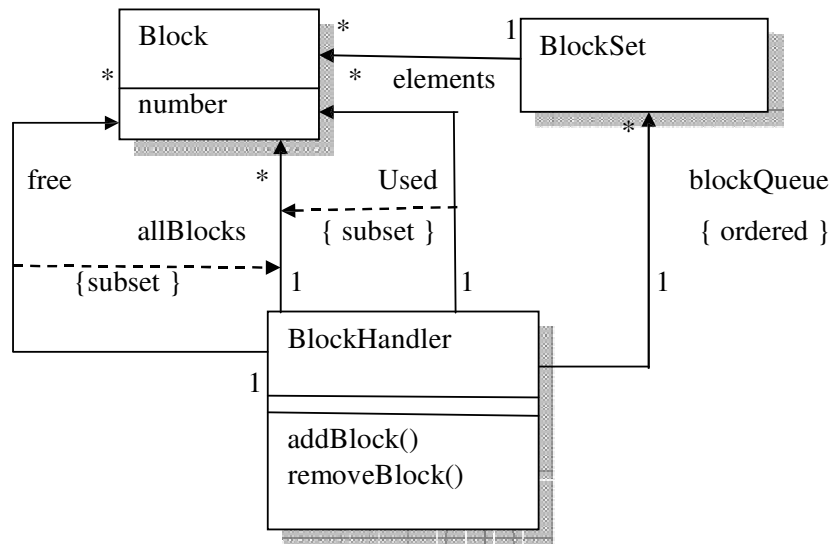 Block
*
1
BlockSet
*
*
elements
number
*
free
*
Used
blockQueue
allBlocks
{ subset }
{ ordered }
{subset }
1
1
1
BlockHandler
1
addBlock()
removeBlock()